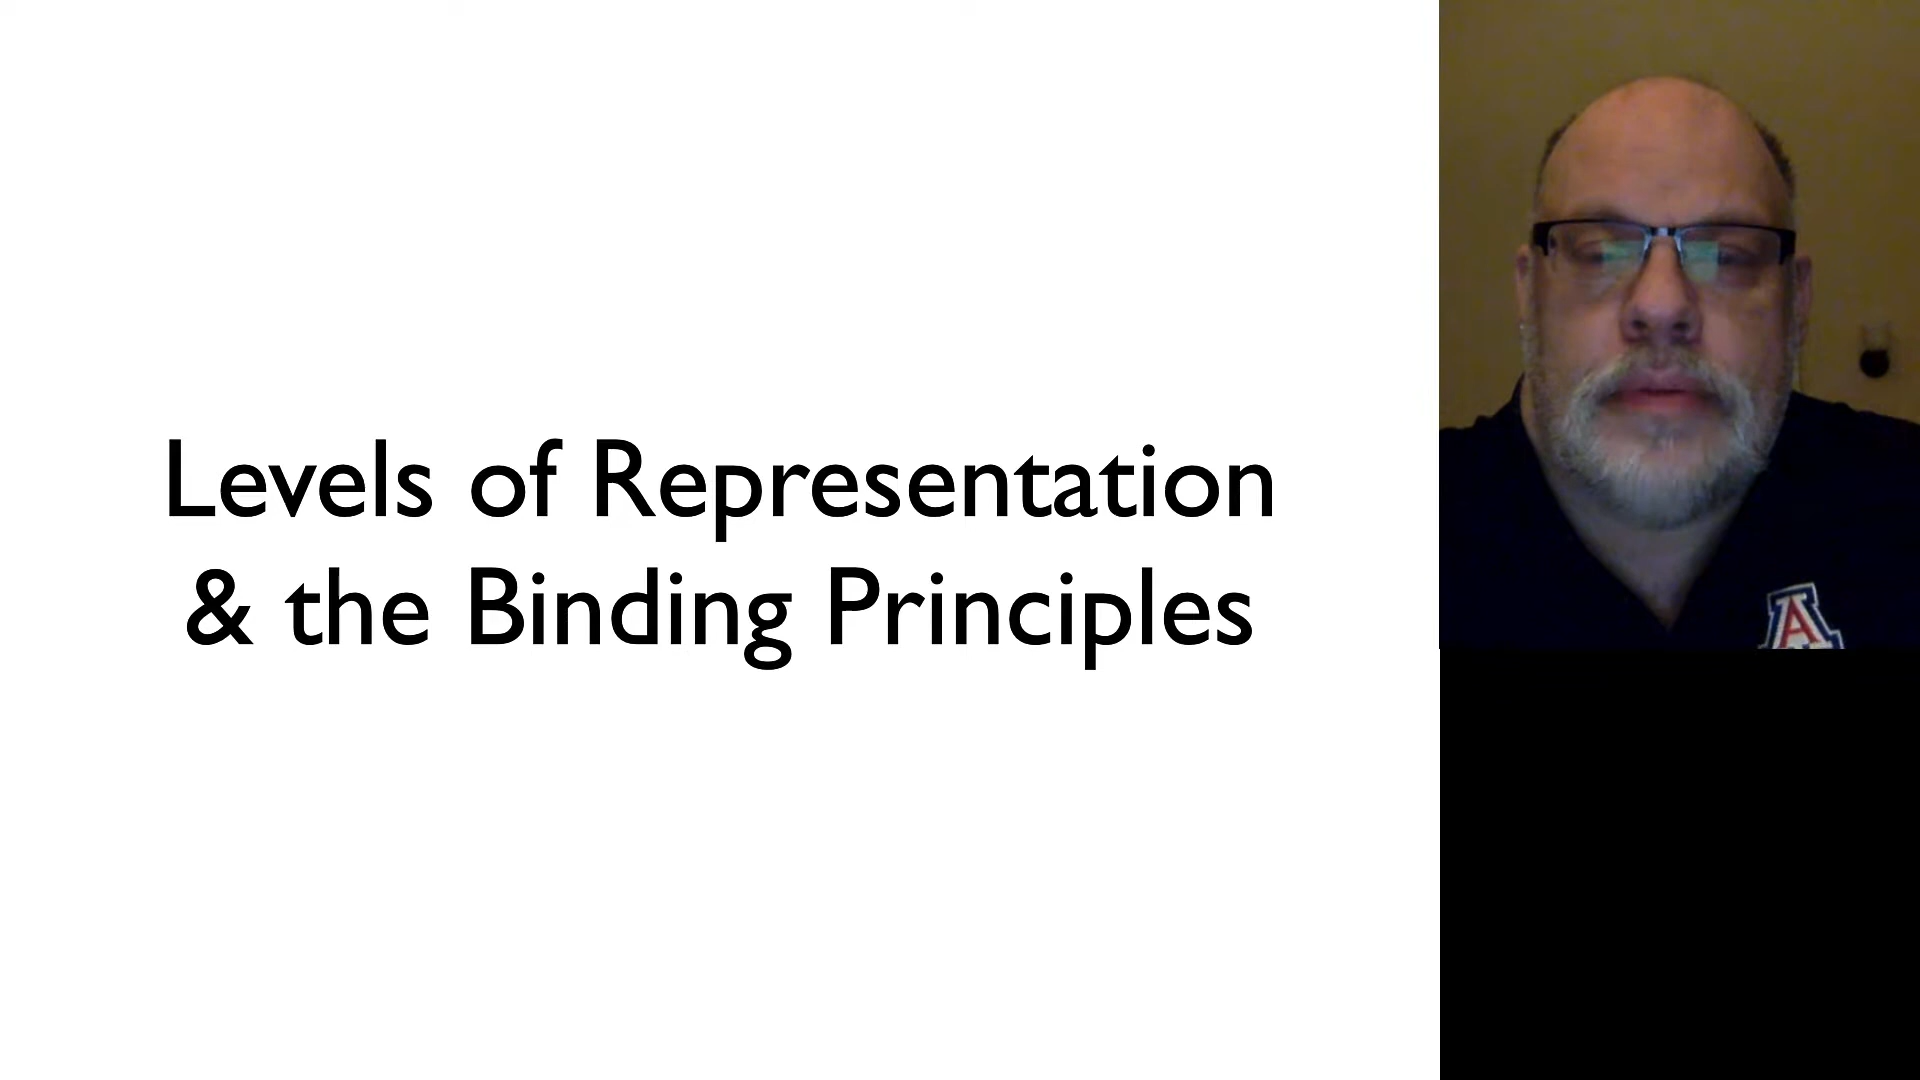 Levels of Representation
& the Binding Principles
A